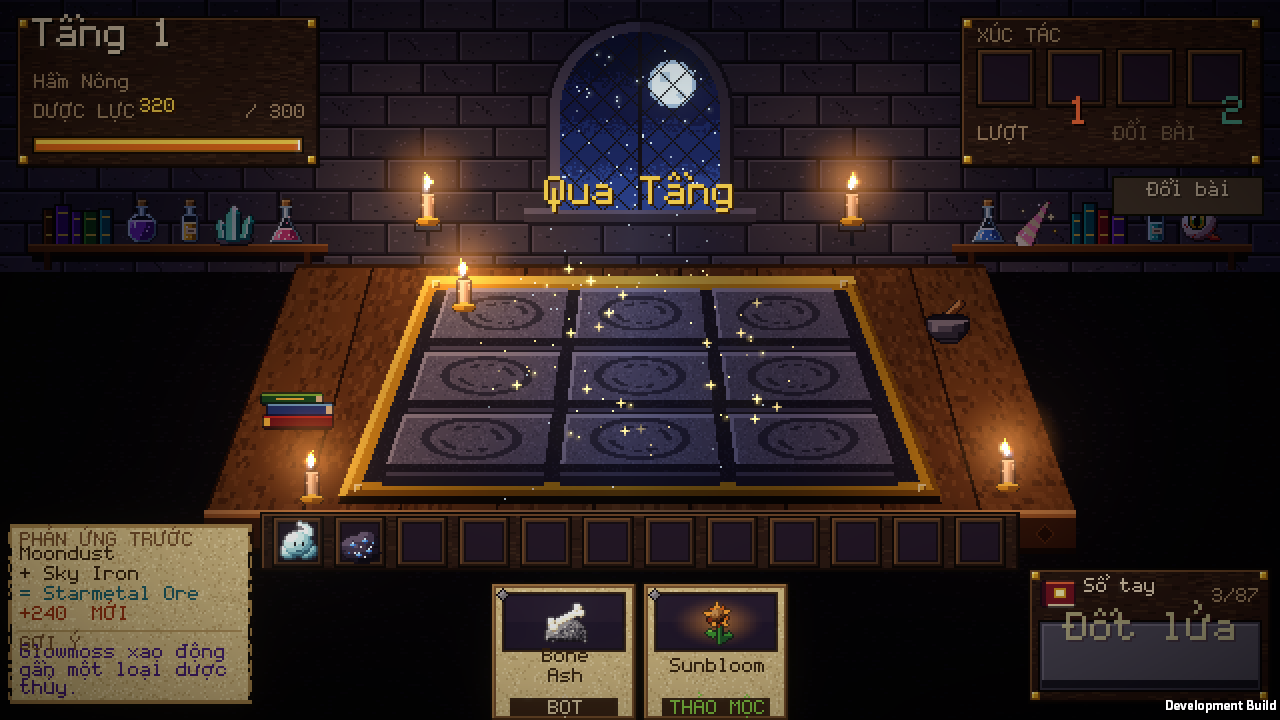 Tầng 1
Hầm Nông
DƯỢC LỰC 320 / 300
XÚC TÁC
LƯỢT 1 ĐỔI BÀI 2
Đổi bài
Qua Tầng
PHẢN ỨNG TRƯỚC
Moondust
+ Sky Iron
= Starmetal Ore
+240 MỚI
GỢI Ý
Glowmoss xao động
gần một loại dược
thủy.
Bone
Ash
BỘT
Sunbloom
THẢO MỘC
Sổ tay
3/87
Đốt lửa
Development Build